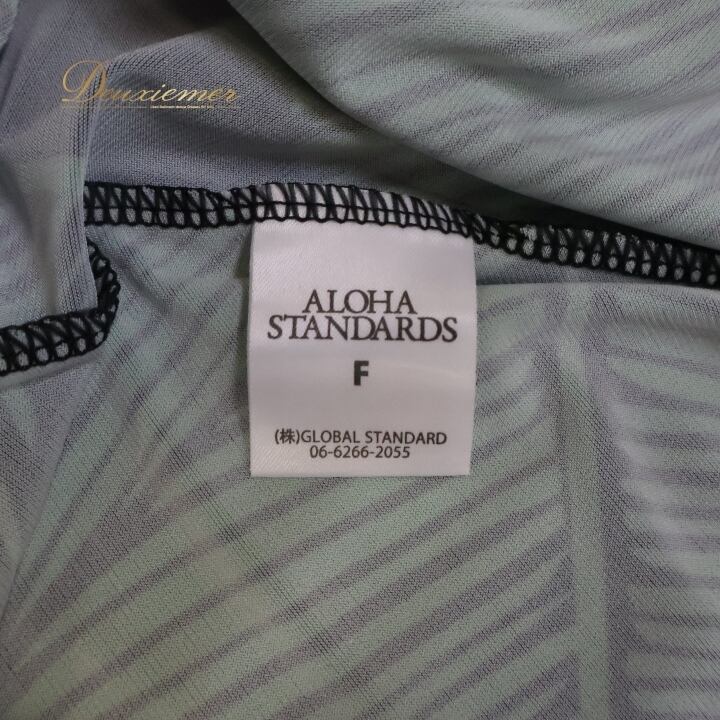 Deuxiemer
ALOHA
STANDARDS
F
(株)GLOBAL STANDARD
06-6266-2055